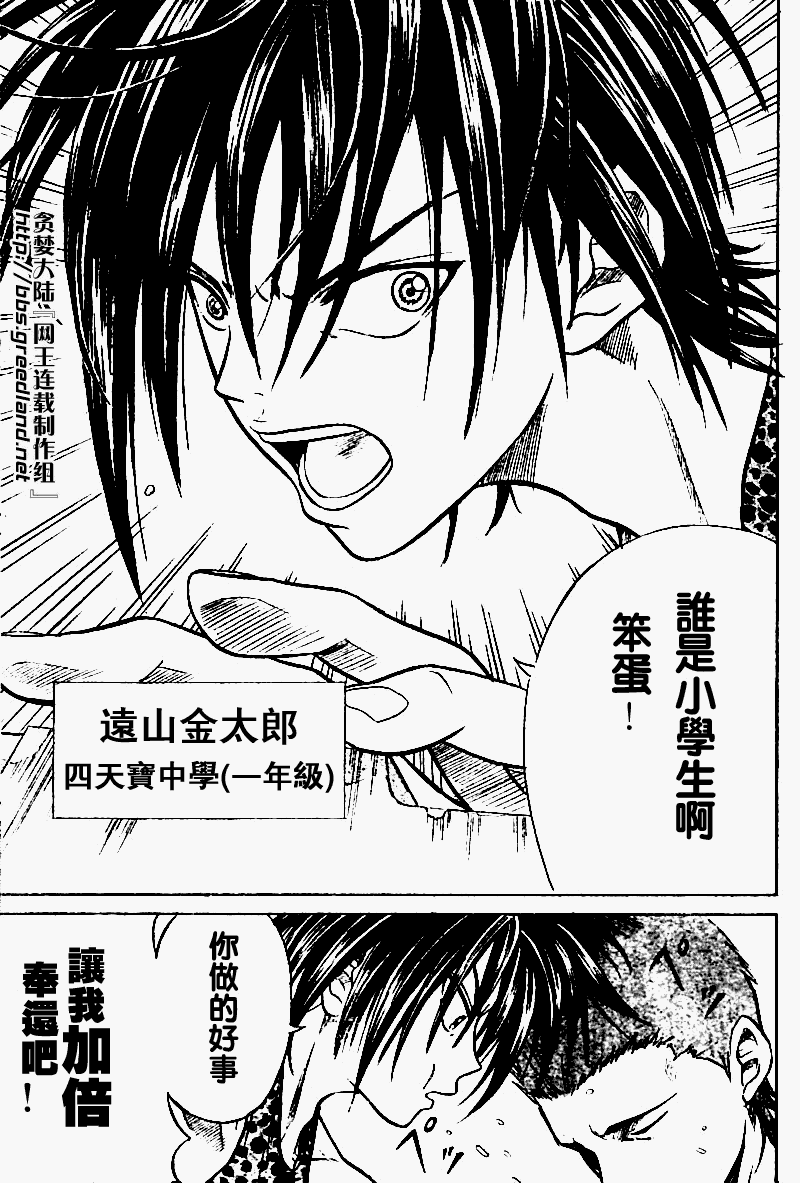 誰是小學生啊
笨蛋！
遠山金太郎
四天寶中學(一年級)
贪婪大陆『网王连载制作组』
http://bbs.greedland.net
你做的好事
讓我加倍
奉還吧！